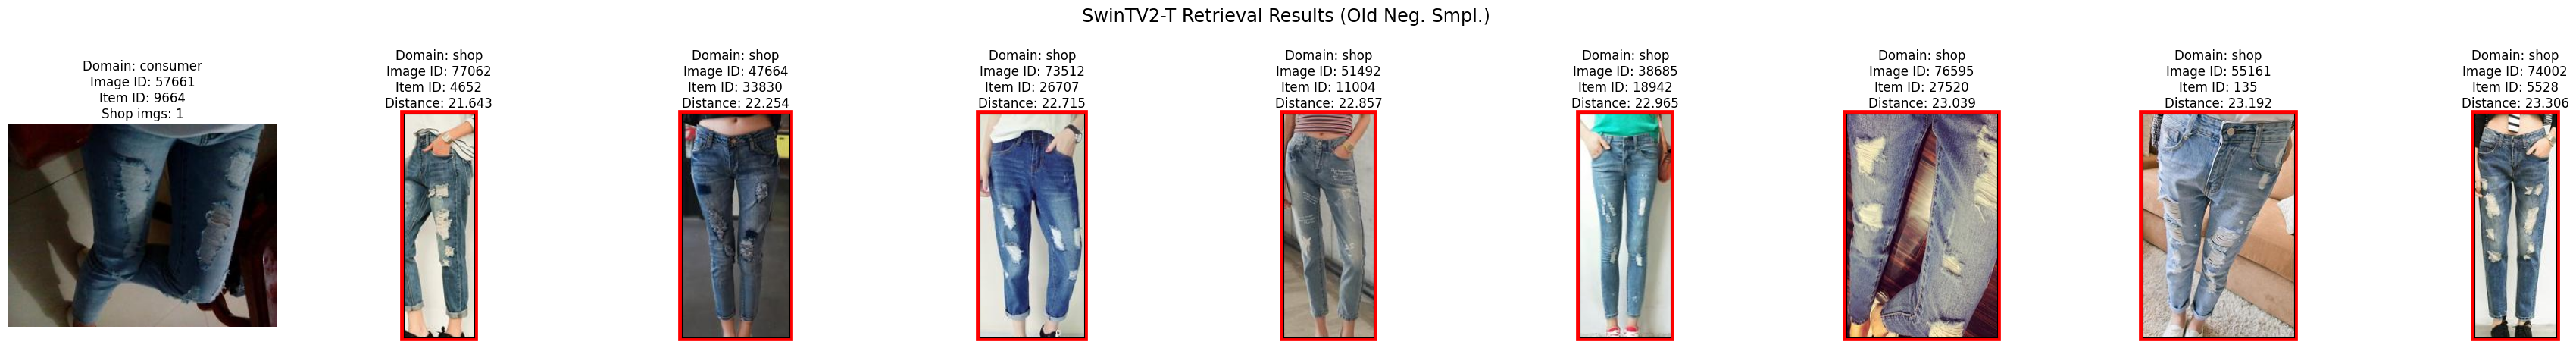 SwinTV2-T Retrieval Results (Old Neg. Smpl.)
Domain: consumer
Image ID: 57661
Item ID: 9664
Shop imgs: 1
Domain: shop
Image ID: 77062
Item ID: 4652
Distance: 21.643
Domain: shop
Image ID: 47664
Item ID: 33830
Distance: 22.254
Domain: shop
Image ID: 73512
Item ID: 26707
Distance: 22.715
Domain: shop
Image ID: 51492
Item ID: 11004
Distance: 22.857
Domain: shop
Image ID: 38685
Item ID: 18942
Distance: 22.965
Domain: shop
Image ID: 76595
Item ID: 27520
Distance: 23.039
Domain: shop
Image ID: 55161
Item ID: 135
Distance: 23.192
Domain: shop
Image ID: 74002
Item ID: 5528
Distance: 23.306